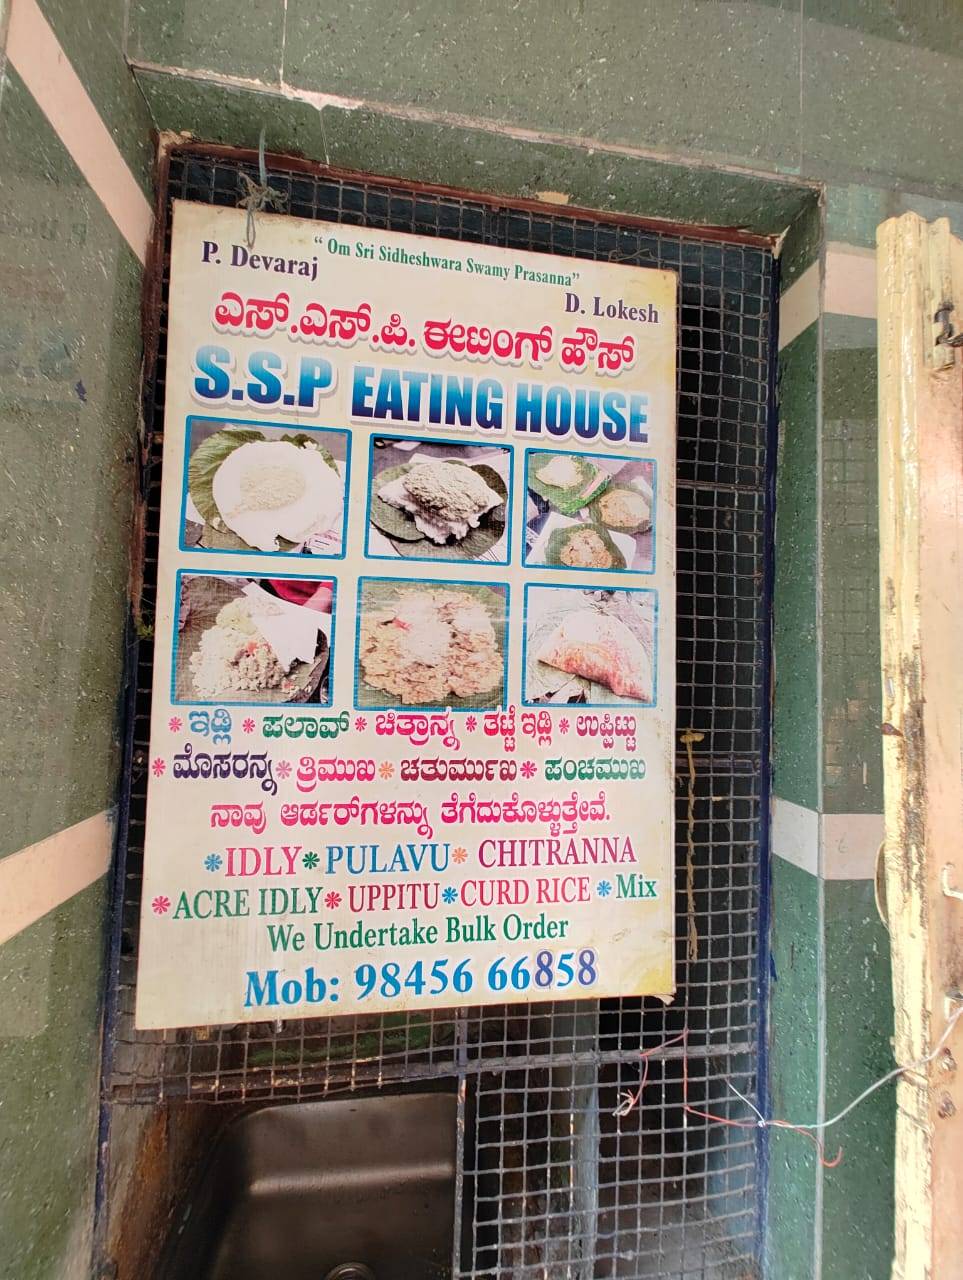 “ Om Sri Sidheshwara Swamy Prasanna”
P. Devaraj
D. Lokesh
ಎಸ್.ಎಸ್.ಪಿ. ಈಟಿಂಗ್ ಹೌಸ್
S.S.P EATING HOUSE
* ಇಡ್ಲಿ * ಪಲಾವ್ * ಚಿತ್ರಾನ್ನ * ತಟ್ಟೆ ಇಡ್ಲಿ * ಉಪ್ಪಿಟ್ಟು
* ಮೊಸರನ್ನ * ತ್ರಿಮುಖ * ಚತುರ್ಮುಖ * ಪಂಚಮುಖ
ನಾವು ಆರ್ಡರ್‌ಗಳನ್ನು ತೆಗೆದುಕೊಳ್ಳುತ್ತೇವೆ.
*IDLY*PULAVU* CHITRANNA
*ACRE IDLY*UPPITU*CURD RICE *Mix
We Undertake Bulk Order
Mob: 98456 66858